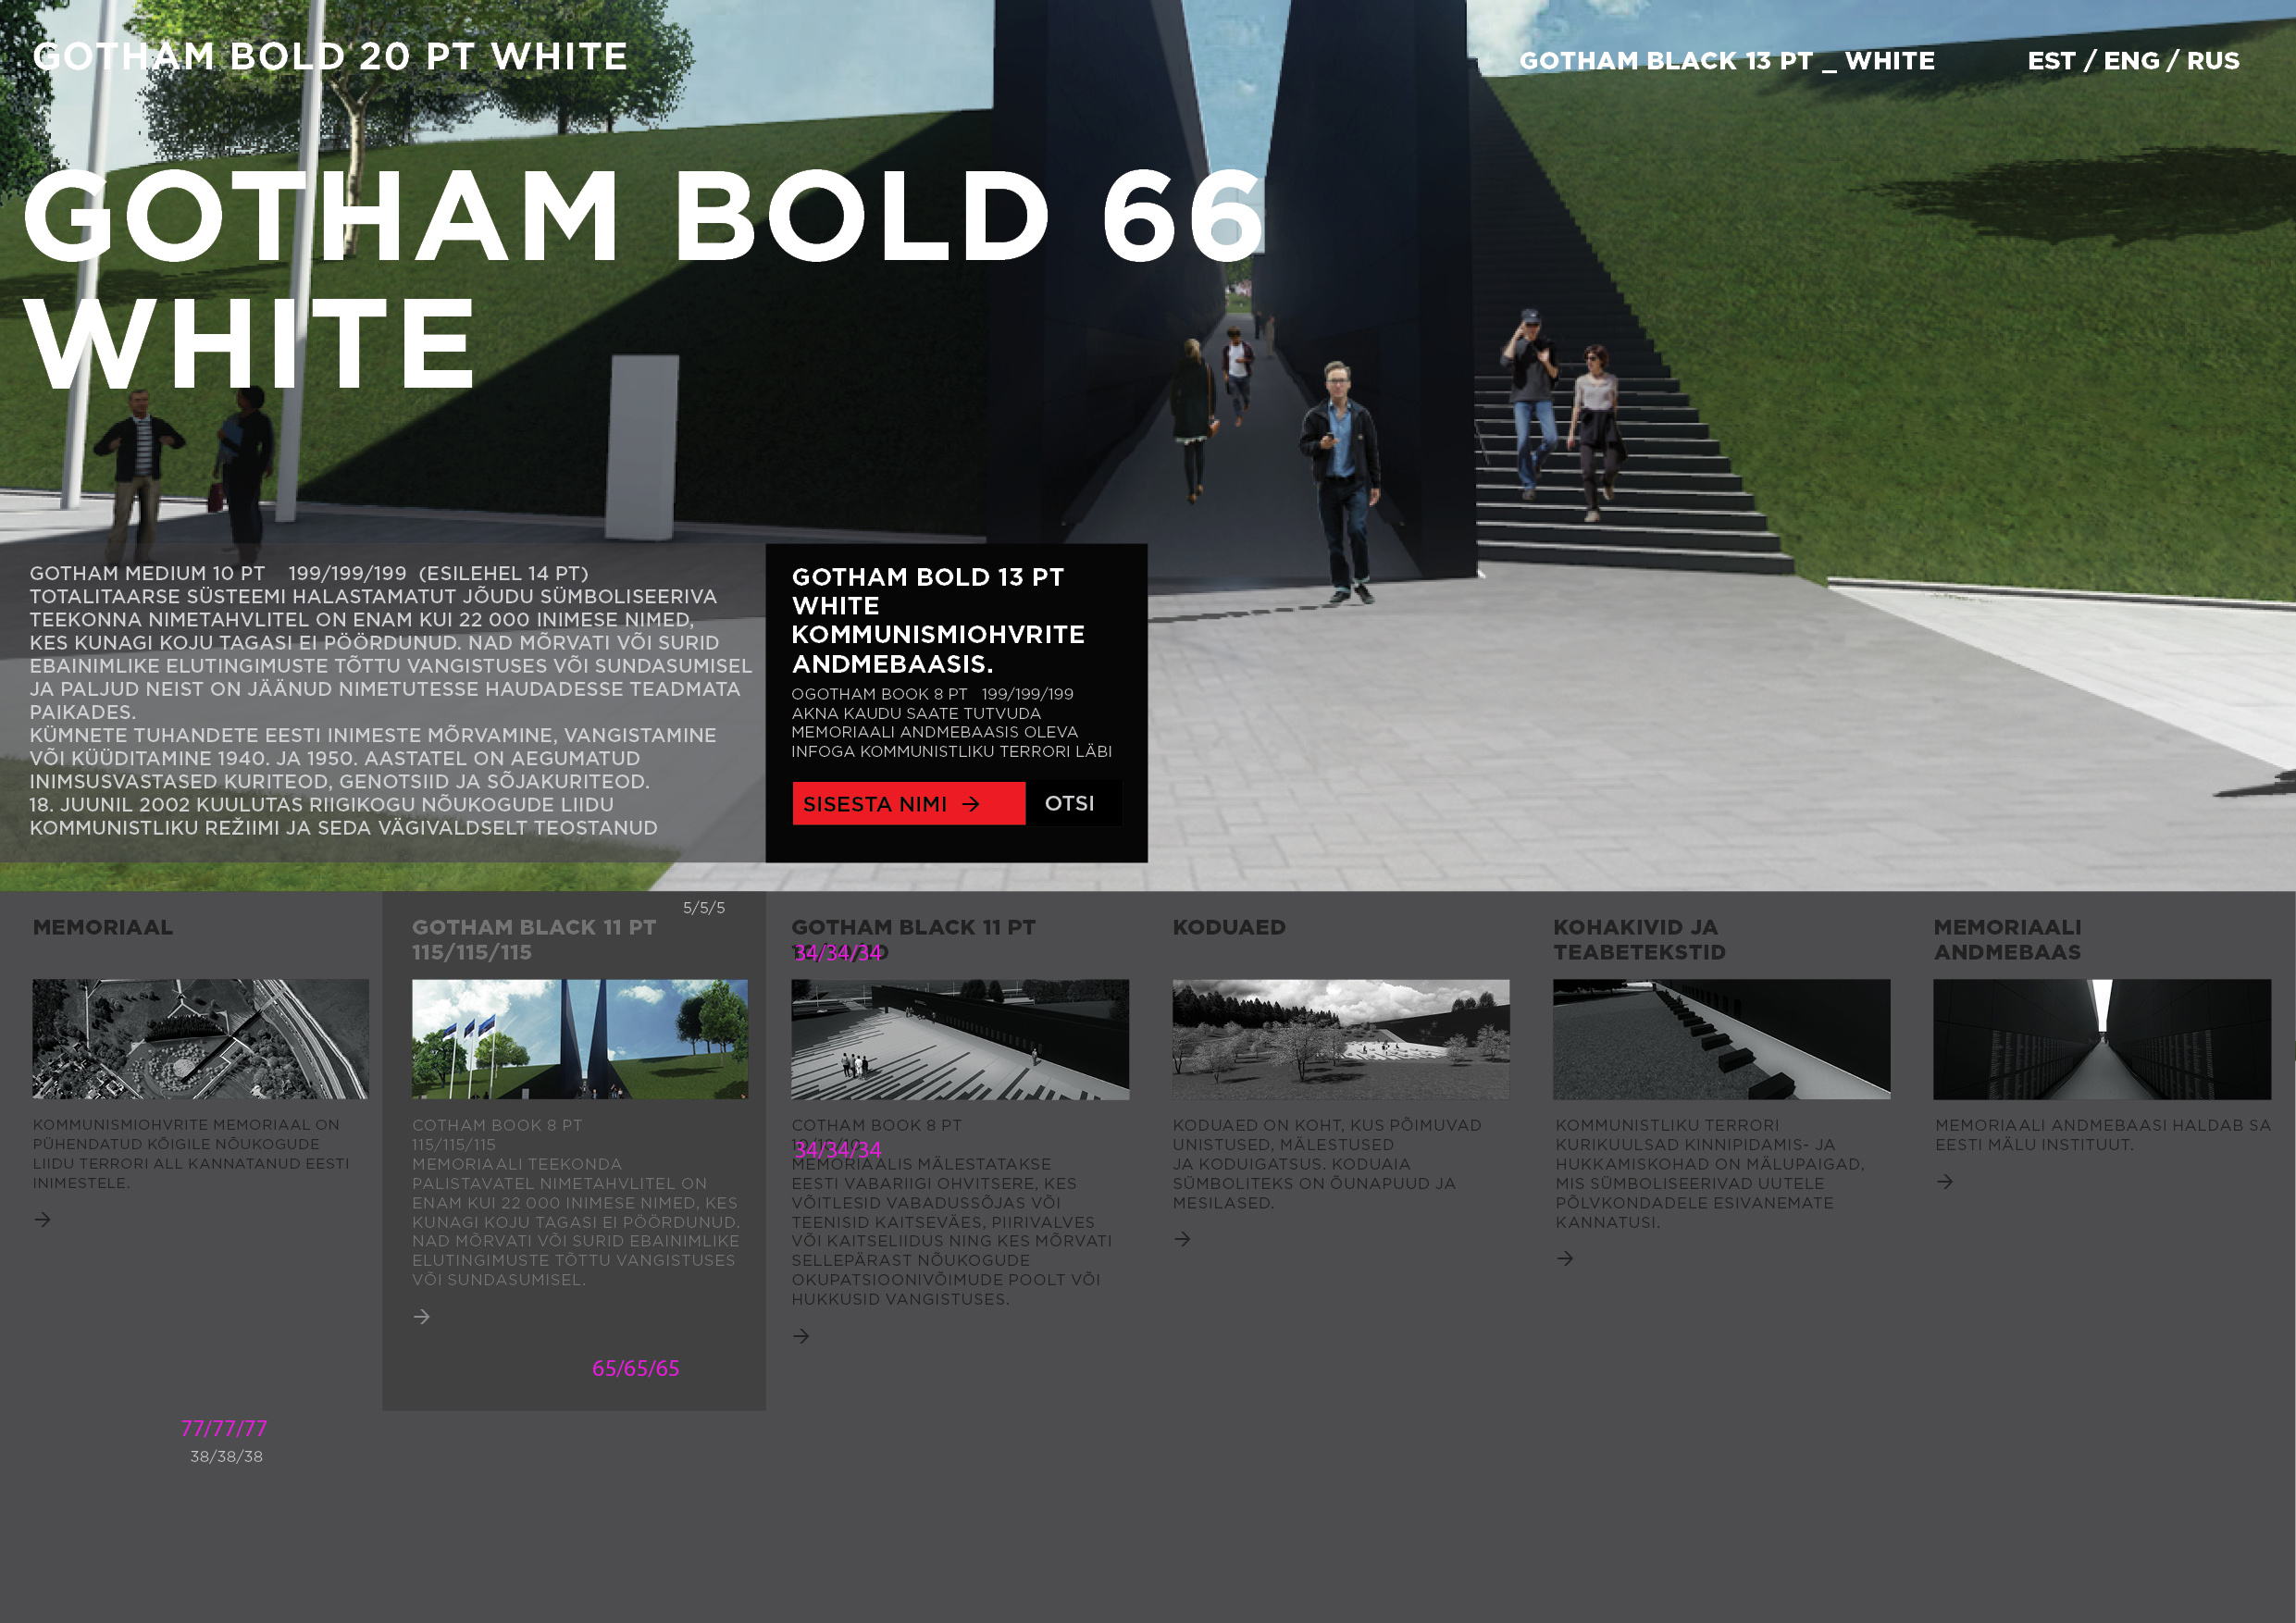 GOTHAM BOLD 20 PT WHITE
GOTHAM BLACK 13 PT _ WHITE
EST / ENG / RUS
GOTHAM BOLD 66
WHITE
GOTHAM MEDIUM 10 PT 199/199/199 (ESILEHEL 14 PT)
TOTALITAARSE SÜSTEEMI HALASTAMATUT JÕUDU SÜMBOLISEERIVA
TEEKONNA NIMETAHVLITEL ON ENAM KUI 22 000 INIMESE NIMED,
KES KUNAGI KOJU TAGASI EI PÖÖRDUNUD. NAD MÕRVATI VÕI SURID
EBAINIMLIKE ELUTINGIMUSTE TÕTTU VANGISTUSES VÕI SUNDASUMISEL
JA PALJUD NEIST ON JÄÄNUD NIMETUTESSE HAUDADESSE TEADMATA
PAIKADES.
KÜMNETE TUHANDETE EESTI INIMESTE MÕRVAMINE, VANGISTAMINE
VÕI KÜÜDITAMINE 1940. JA 1950. AASTATEL ON AEGUMATUD
INIMSUSVASTASED KURITEOD, GENOTSIID JA SÕJAKURITEOD.
18. JUUNIL 2002 KUULUTAS RIIGIKOGU NÕUKOGUDE LIIDU
KOMMUNISTLIKU REŽIIMI JA SEDA VÄGIVALDSELT TEOSTANUD
GOTHAM BOLD 13 PT
WHITE
KOMMUNISMIOHVRITE
ANDMEBAASIS.
OGOTHAM BOOK 8 PT 199/199/199
AKNA KAUDU SAATE TUTVUDA
MEMORIAALI ANDMEBAASIS OLEVA
INFOGA KOMMUNISTLIKU TERRORI LÄBI
SISESTA NIMI →
OTSI
MEMORIAAL
KOMMUNISMIOHVRITE MEMORIAAL ON
PÜHENDATUD KÕIGILE NÕUKOGUDE
LIIDU TERRORI ALL KANNATANUD EESTI
INIMESTELE.
→
77/77/77
38/38/38
5/5/5
GOTHAM BLACK 11 PT
115/115/115
COTHAM BOOK 8 PT
115/115/115
MEMORIAALI TEEKONDA
PALISTAVATEL NIMETAHVLITEL ON
ENAM KUI 22 000 INIMESE NIMED, KES
KUNAGI KOJU TAGASI EI PÖÖRDUNUD.
NAD MÕRVATI VÕI SURID EBAINIMLIKE
ELUTINGIMUSTE TÕTTU VANGISTUSES
VÕI SUNDASUMISEL.
→
65/65/65
GOTHAM BLACK 11 PT
34/34/34
COTHAM BOOK 8 PT
34/34/34
MEMORIAALIS MÄLESTATAKSE
EESTI VABARIIGI OHVITSERE, KES
VÕITLESID VABADUSSÕJAS VÕI
TEENISID KAITSEVÄES, PIIRIVALVES
VÕI KAITSELIIDUS NING KES MÕRVATI
SELLEPÄRAST NÕUKOGUDE
OKUPATSIOONIVÕIMUDE POOLT VÕI
HUKKUSID VANGISTUSES.
→
KODUAED
KODUAED ON KOHT, KUS PÕIMUVAD
UNISTUSED, MÄLESTUSED
JA KODUIGATSUS. KODUAIA
SÜMBOLITEKS ON ÕUNAPUUD JA
MESILASED.
→
KOHAKIVID JA
TEABETEKSTID
KOMMUNISTLIKU TERRORI
KURIKUULSAD KINNIPIDAMIS- JA
HUKKAMISKOHAD ON MÄLUPAIGAD,
MIS SÜMBOLISEERIVAD UUTELE
PÕLVKONDADELE ESIVANEMATE
KANNATUSI.
→
MEMORIAALI
ANDMEBAAS
MEMORIAALI ANDMEBAASI HALDAB SA
EESTI MÄLU INSTITUUT.
→